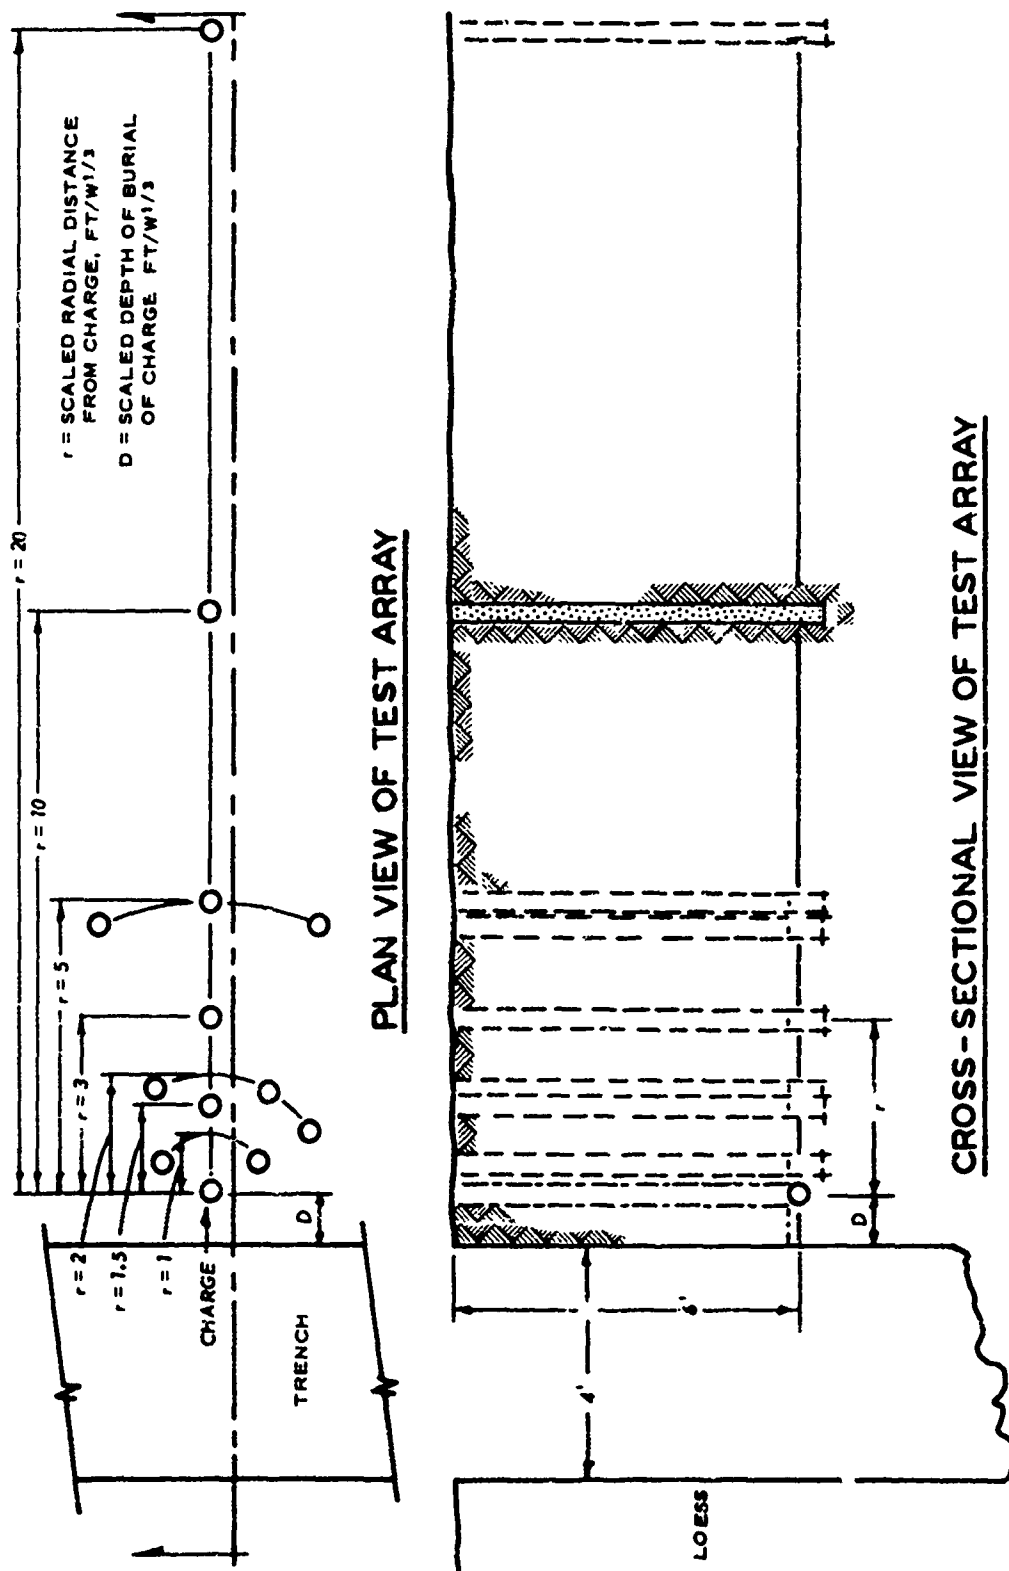 r = 20
r = 10
r = 5
r = 3
r = 2
r = 1.5
r = 1
CHARGE
D
TRENCH
r = SCALED RADIAL DISTANCE
FROM CHARGE, FT/W1/3
D = SCALED DEPTH OF BURIAL
OF CHARGE FT/W1/3
PLAN VIEW OF TEST ARRAY
4'
D
r
LOESS
CROSS-SECTIONAL VIEW OF TEST ARRAY